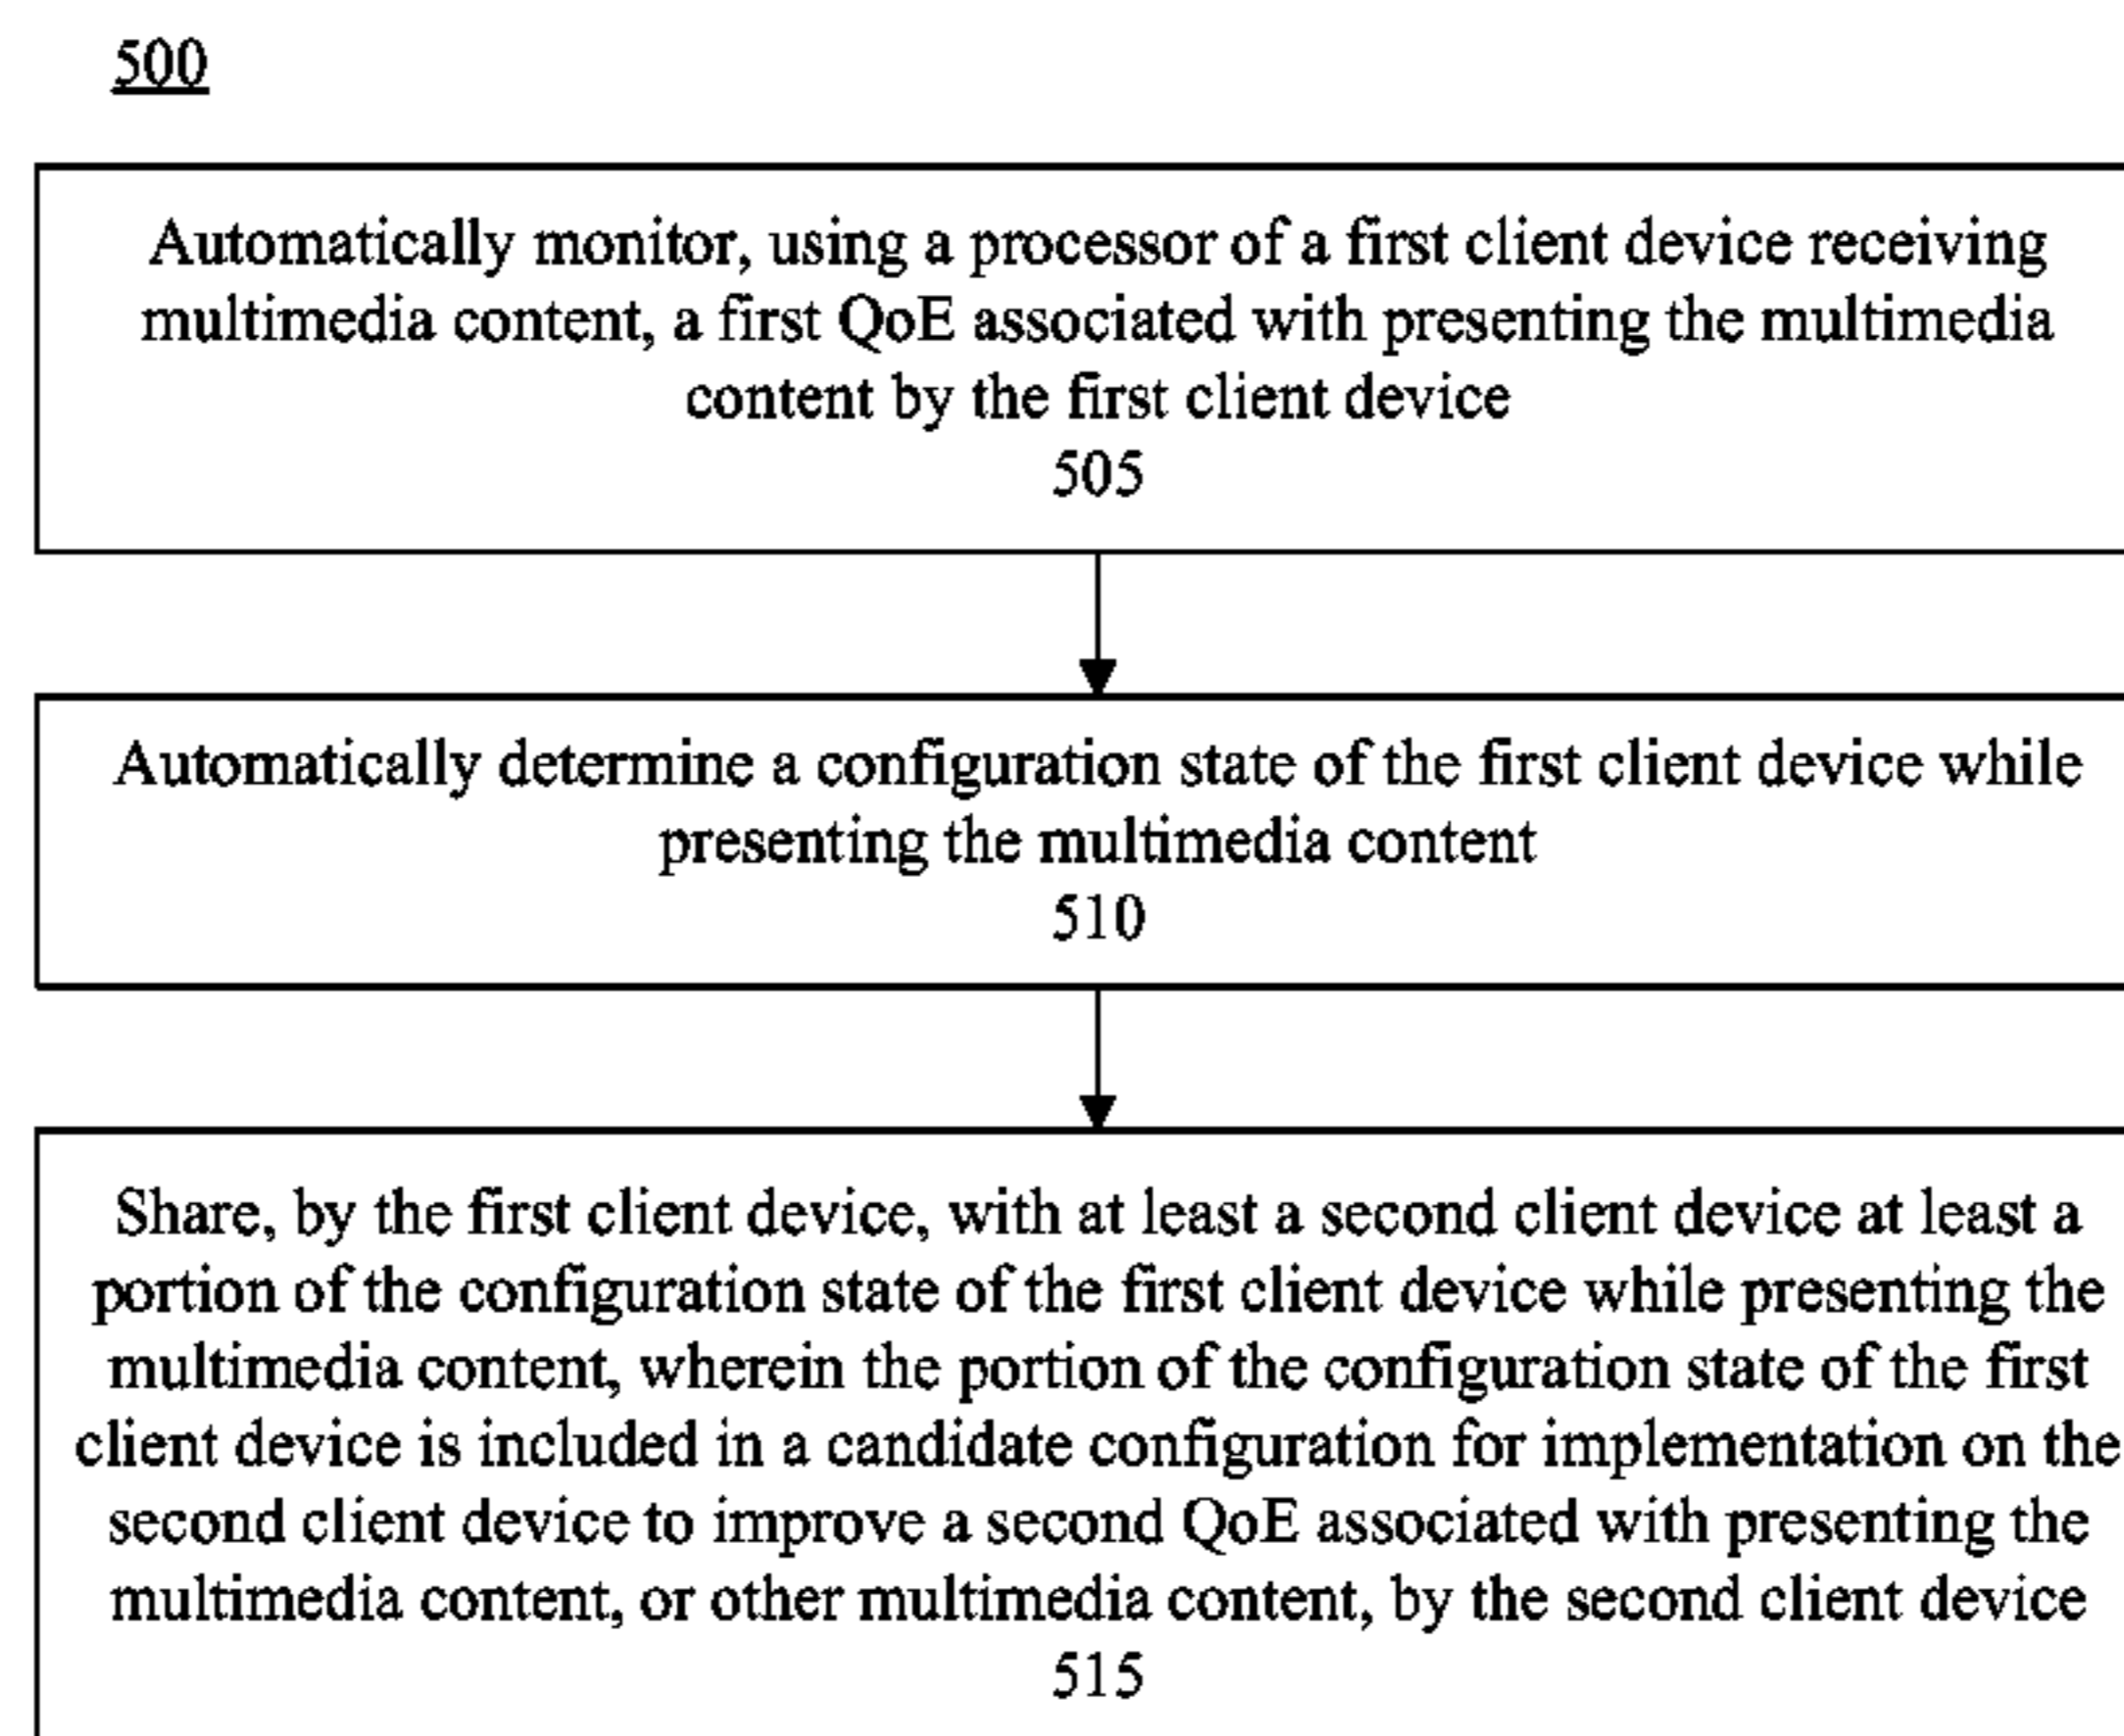 500
Automatically monitor, using a processor of a first client device receiving
multimedia content, a first QoE associated with presenting the multimedia
content by the first client device
505
Automatically determine a configuration state of the first client device while
presenting the multimedia content
510
Share, by the first client device, with at least a second client device at least a
portion of the configuration state of the first client device while presenting the
multimedia content, wherein the portion of the configuration state of the first
client device is included in a candidate configuration for implementation on the
second client device to improve a second QoE associated with presenting the
multimedia content, or other multimedia content, by the second client device
515